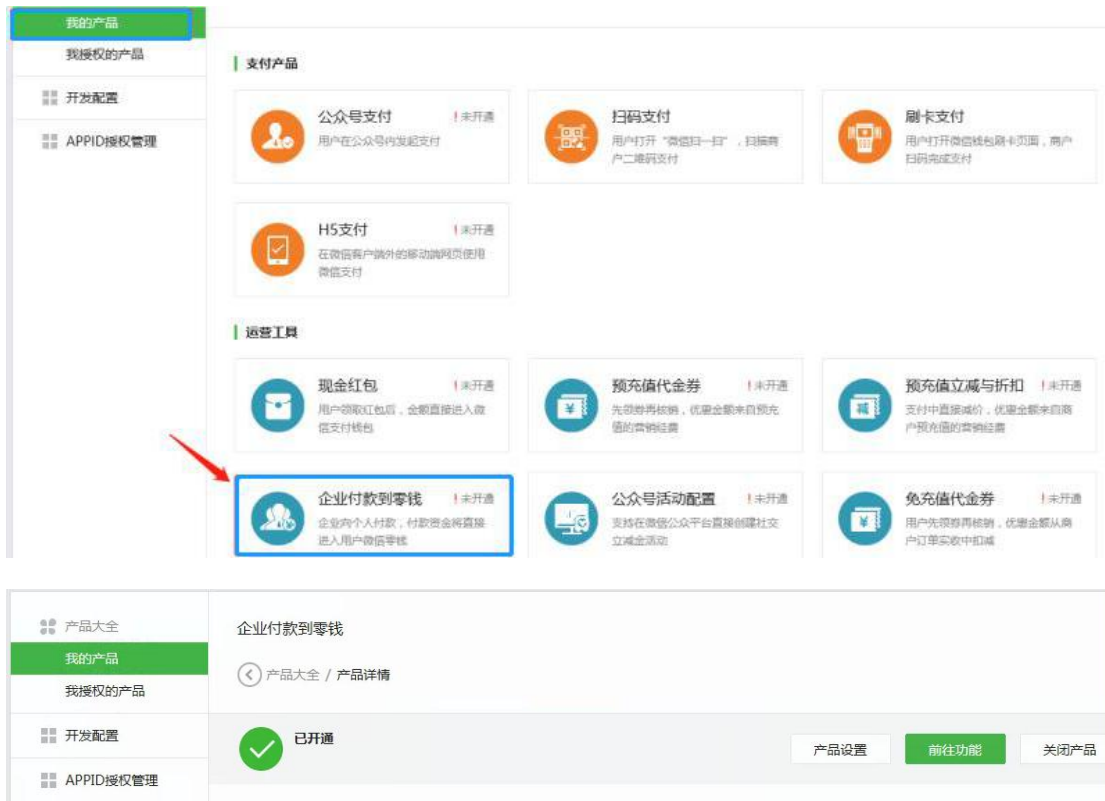 我的产品
我授权的产品
开发配置
APPID授权管理
支付产品
公众号支付 !未开通
用户在公众号内发起支付
扫码支付
用户打开“微信扫一扫”，扫描商
户二维码支付
刷卡支付
用户打开微信钱包刷卡页面，商户
扫码完成支付
H5支付 !未开通
在微信客户端外的移动端网页使用
微信支付
运营工具
现金红包 !未开通
用户领取红包后，金额直接进入微
信支付钱包
预充值代金券 !未开通
先领券再核销，优惠金额来自预充
值的营销经费
预充值立减与折扣 !未开通
支付中直接减价，优惠金额来自商
户预充值的营销经费
企业付款到零钱 !未开通
企业向个人付款，付款资金将直接
进入用户微信零钱
公众号活动配置 !未开通
支持在微信公众平台直接创建社交
立减金活动
免充值代金券 !未开通
用户先领券再核销，优惠金额从商
户订单实收中扣减
产品大全
我的产品
我授权的产品
开发配置
APPID授权管理
企业付款到零钱
产品大全 / 产品详情
已开通
产品设置
前往功能
关闭产品